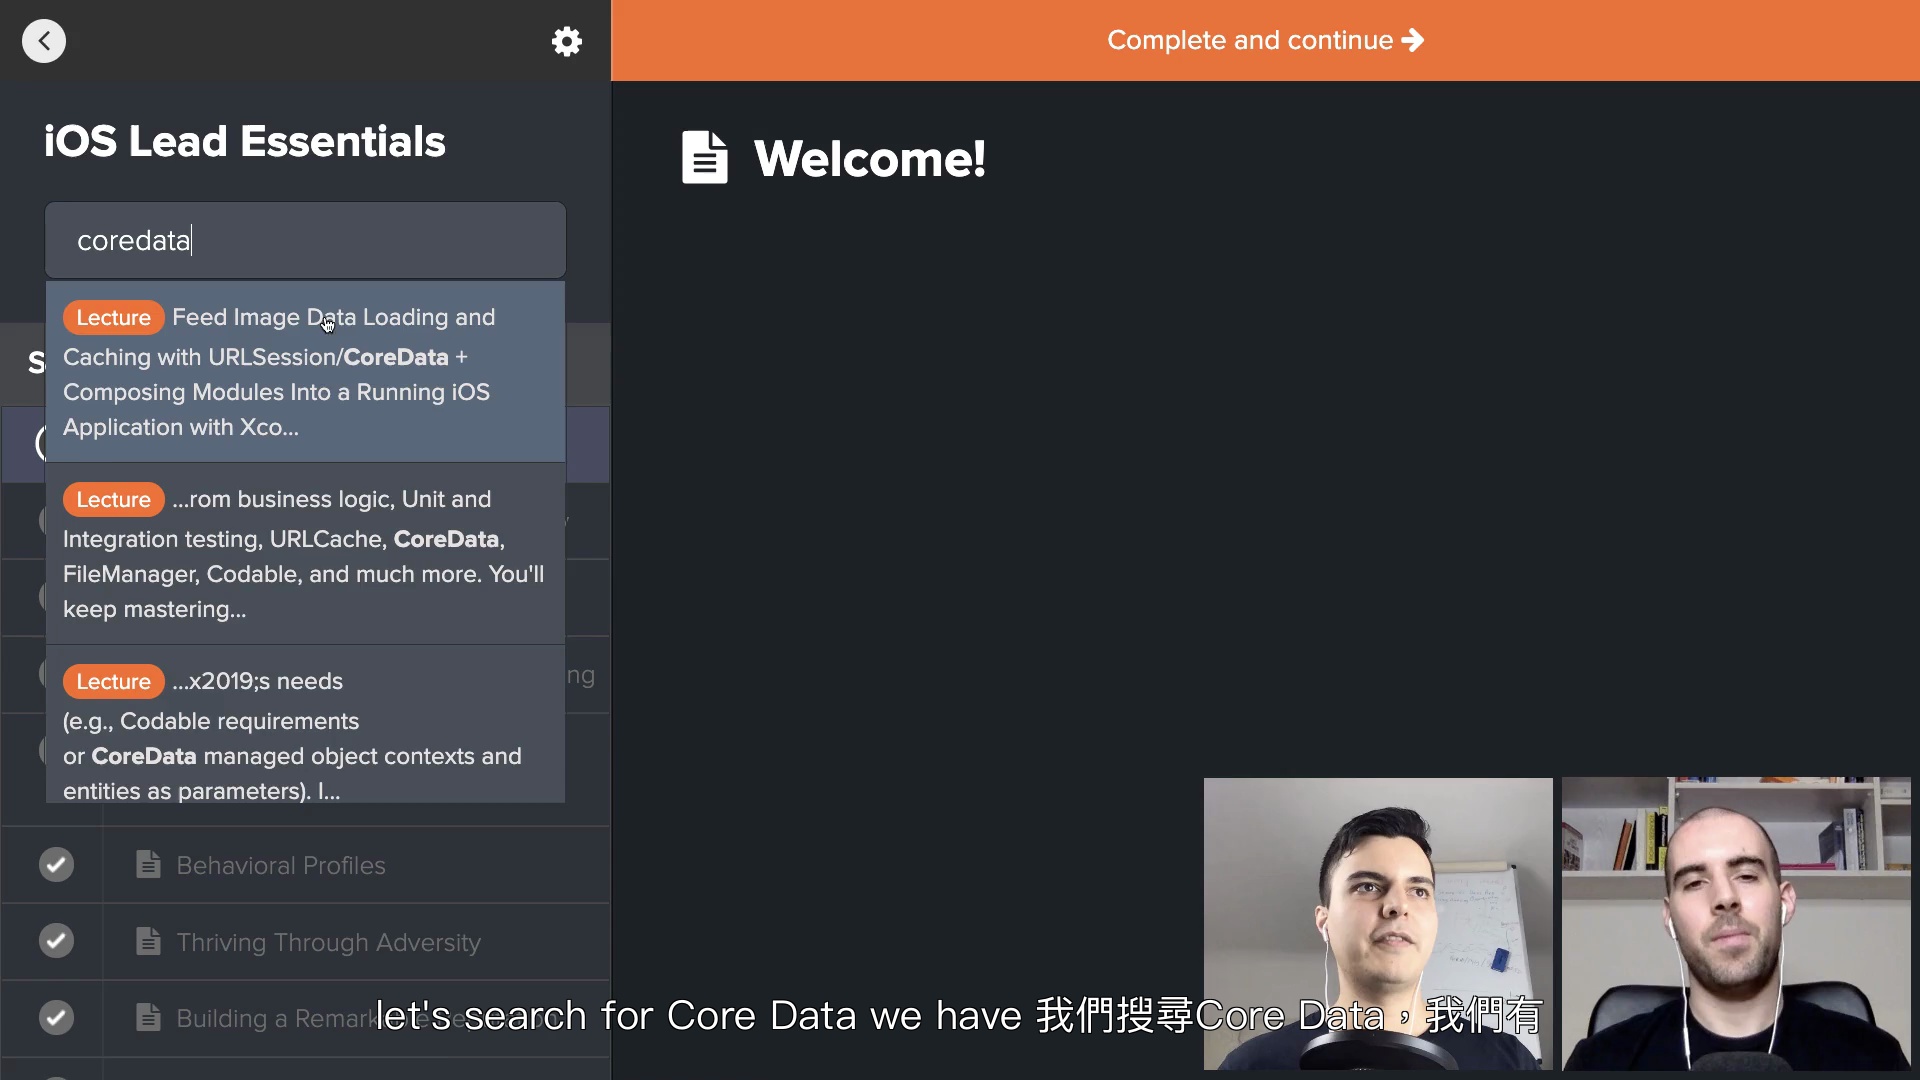 Complete and continue
iOS Lead Essentials
Welcome!
coredata
Lecture Feed Image Data Loading and
Caching with URLSession/CoreData +
Composing Modules Into a Running iOS
Application with Xco...
Lecture ...rom business logic, Unit and
Integration testing, URLCache, CoreData,
FileManager, Codable, and much more. You'll
keep mastering...
Lecture ...x2019;s needs
(e.g., Codable requirements
or CoreData managed object contexts and
entities as parameters). I...
ng
Behavioral Profiles
Thriving Through Adversity
Building a Remark
let's search for Core Data we have 我們搜尋Core Data，我們有